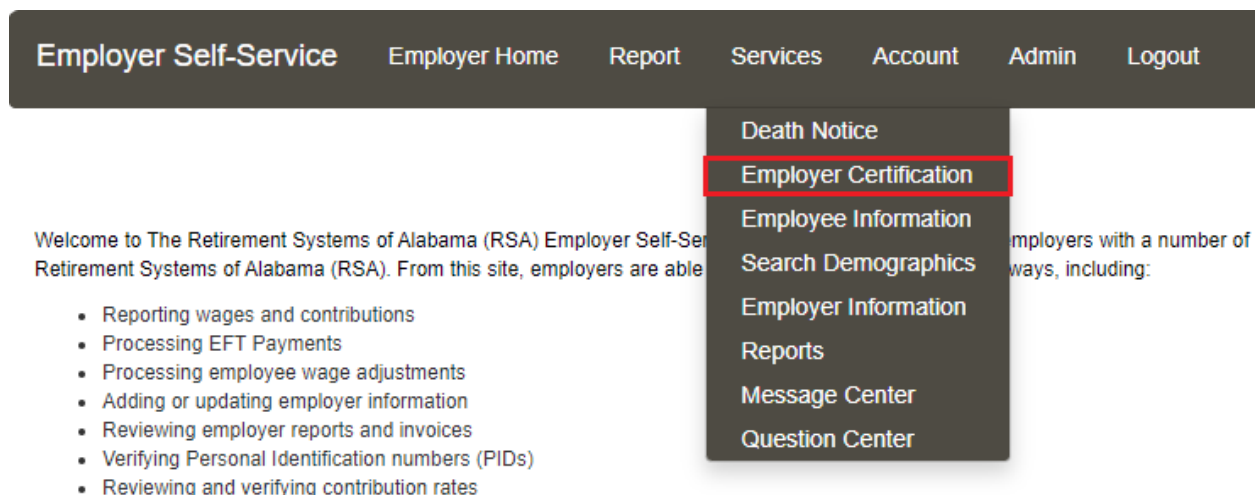 Employer Self-Service Employer Home Report Services Account Admin Logout
Death Notice
Employer Certification
Employee Information
Search Demographics
Employer Information
Reports
Message Center
Question Center
Welcome to The Retirement Systems of Alabama (RSA) Employer Self-Ser mployers with a number of
Retirement Systems of Alabama (RSA). From this site, employers are able ways, including:
• Reporting wages and contributions
• Processing EFT Payments
• Processing employee wage adjustments
• Adding or updating employer information
• Reviewing employer reports and invoices
• Verifying Personal Identification numbers (PIDs)
• Reviewing and verifying contribution rates